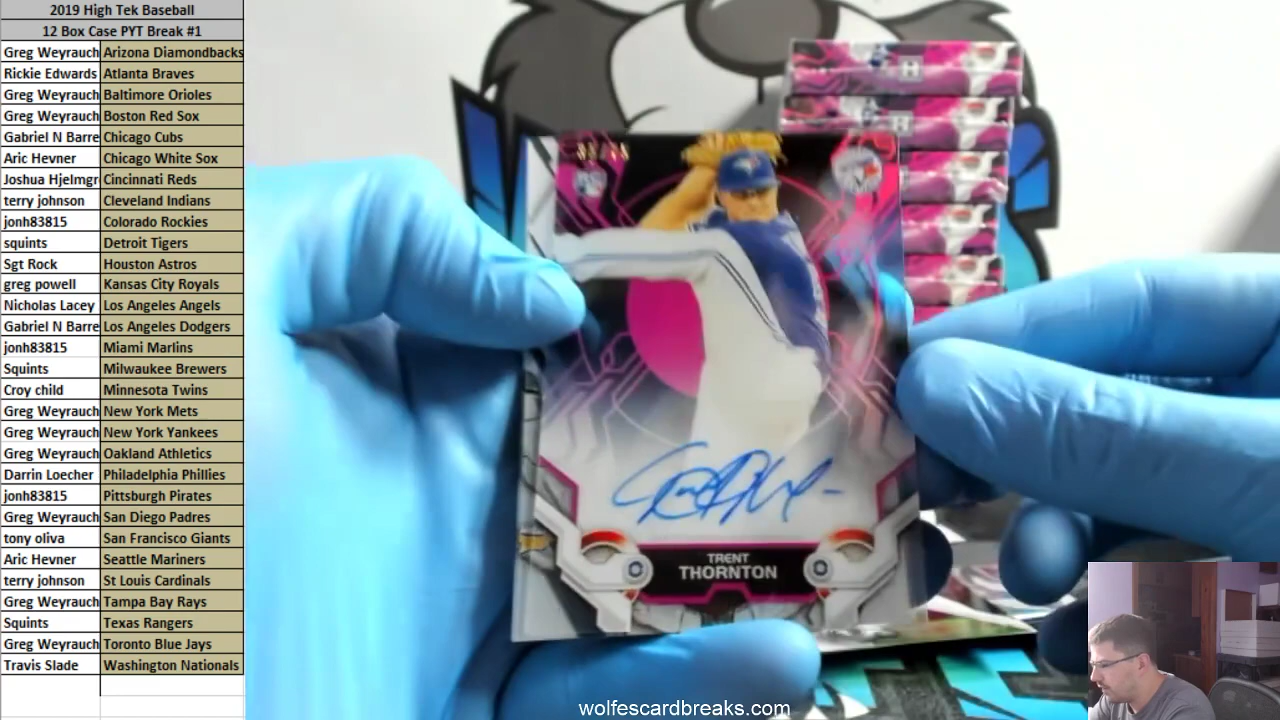 2019 High Tek Baseball
12 Box Case PYT Break #1
Greg Weyrauch Arizona Diamondbacks
Rickie Edwards Atlanta Braves
Greg Weyrauch Baltimore Orioles
Greg Weyrauch Boston Red Sox
Gabriel N Barre Chicago Cubs
Aric Hevner Chicago White Sox
Joshua Hjelmgr Cincinnati Reds
terry johnson Cleveland Indians
jonh83815 Colorado Rockies
squints Detroit Tigers
Sgt Rock Houston Astros
greg powell Kansas City Royals
Nicholas Lacey Los Angeles Angels
Gabriel N Barre Los Angeles Dodgers
jonh83815 Miami Marlins
Squints Milwaukee Brewers
Croy child Minnesota Twins
Greg Weyrauch New York Mets
Greg Weyrauch New York Yankees
Greg Weyrauch Oakland Athletics
Darrin Loecher Philadelphia Phillies
jonh83815 Pittsburgh Pirates
Greg Weyrauch San Diego Padres
tony oliva San Francisco Giants
Aric Hevner Seattle Mariners
terry johnson St Louis Cardinals
Greg Weyrauch Tampa Bay Rays
Squints Texas Rangers
Greg Weyrauch Toronto Blue Jays
Travis Slade Washington Nationals
TRENT
THORNTON
wolfescardbreaks.com